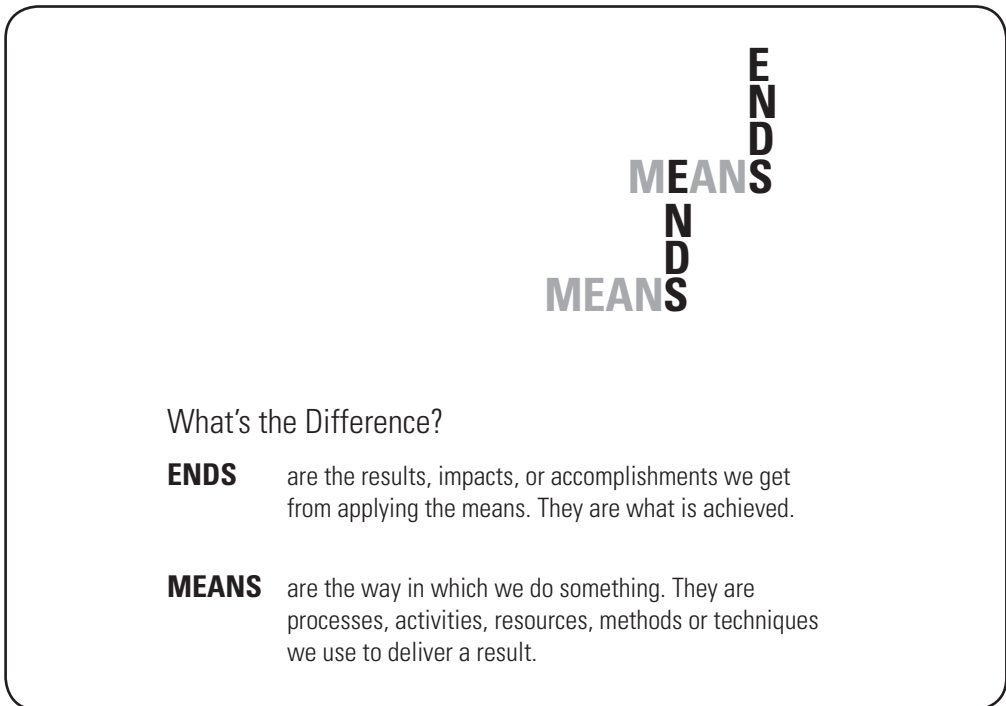 ENDS
MEANS
ENDS
MEANS
What's the Difference?
ENDS are the results, impacts, or accomplishments we get
from applying the means. They are what is achieved.
MEANS are the way in which we do something. They are
processes, activities, resources, methods or techniques
we use to deliver a result.